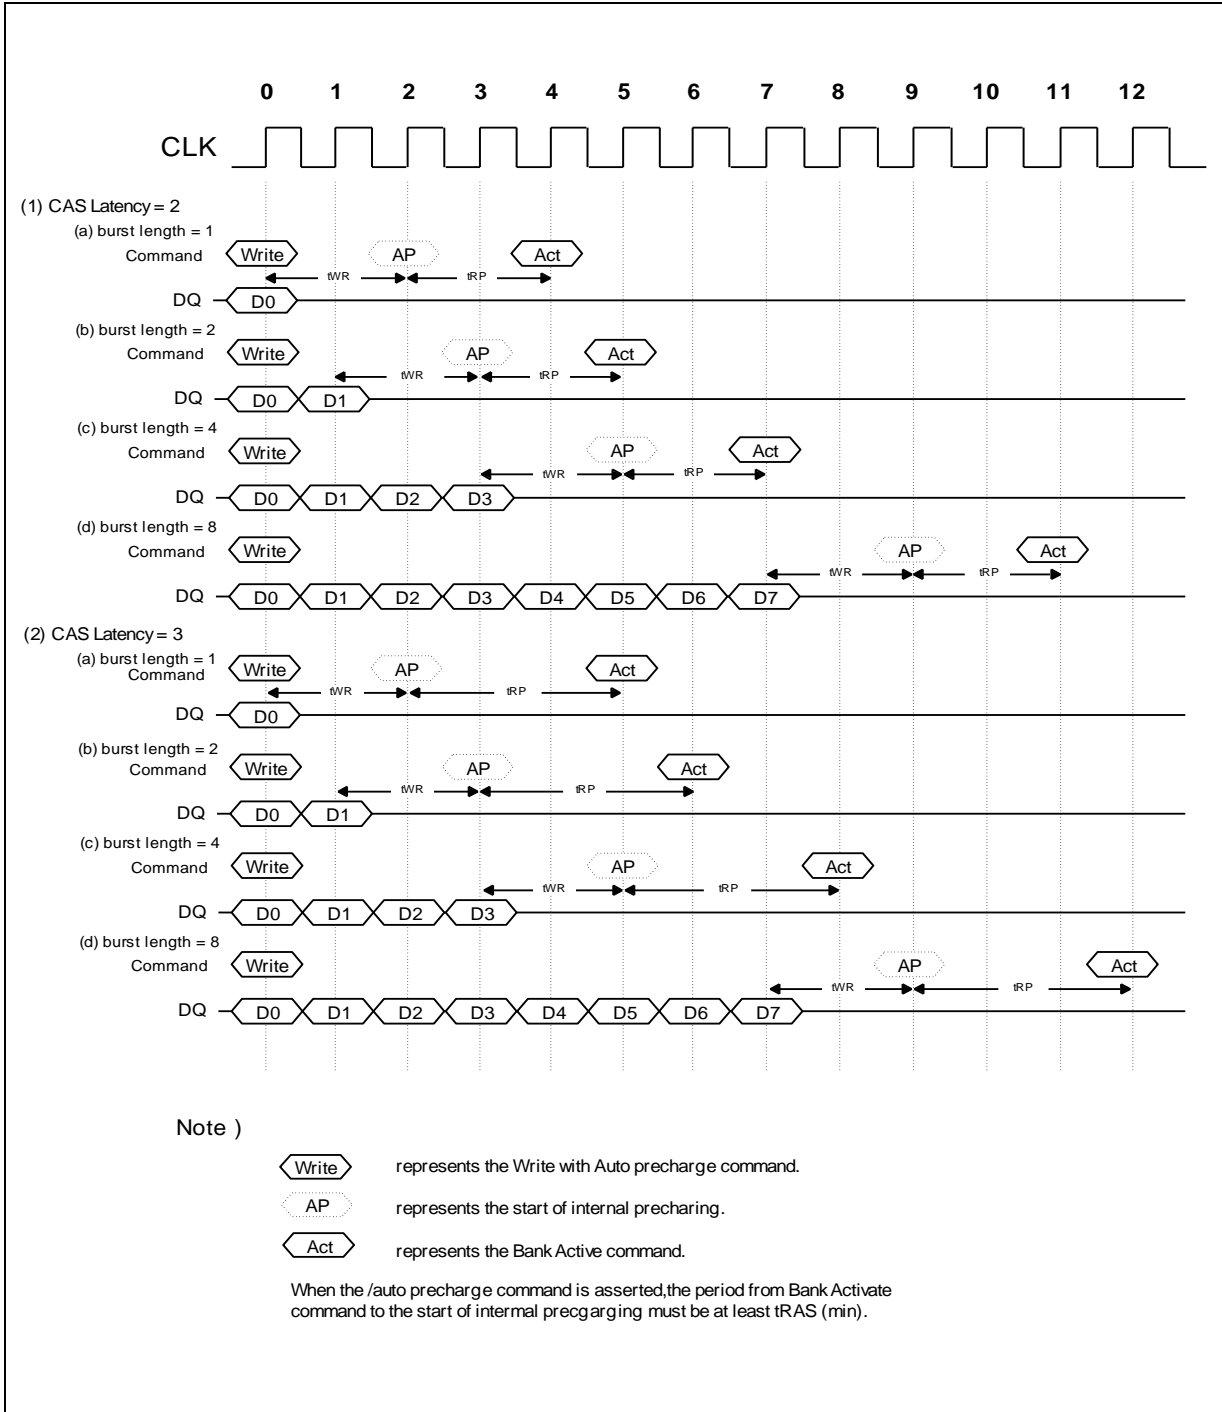 0 1 2 3 4 5 6 7 8 9 10 11 12
CLK
(1) CAS Latency = 2
(a) burst length = 1
Command Write AP Act
tWR tRP
DQ D0
(b) burst length = 2
Command Write AP Act
tWR tRP
DQ D0 D1
(c) burst length = 4
Command Write AP Act
tWR tRP
DQ D0 D1 D2 D3
(d) burst length = 8
Command Write AP Act
tWR tRP
DQ D0 D1 D2 D3 D4 D5 D6 D7
(2) CAS Latency = 3
(a) burst length = 1
Command Write AP Act
tWR tRP
DQ D0
(b) burst length = 2
Command Write AP Act
tWR tRP
DQ D0 D1
(c) burst length = 4
Command Write AP Act
tWR tRP
DQ D0 D1 D2 D3
(d) burst length = 8
Command Write AP Act
tWR tRP
DQ D0 D1 D2 D3 D4 D5 D6 D7
Note )
Write represents the Write with Auto precharge command.
AP represents the start of internal precharing.
Act represents the Bank Active command.
When the /auto precharge command is asserted,the period from Bank Activate
command to the start of intermal precgarging must be at least tRAS (min).